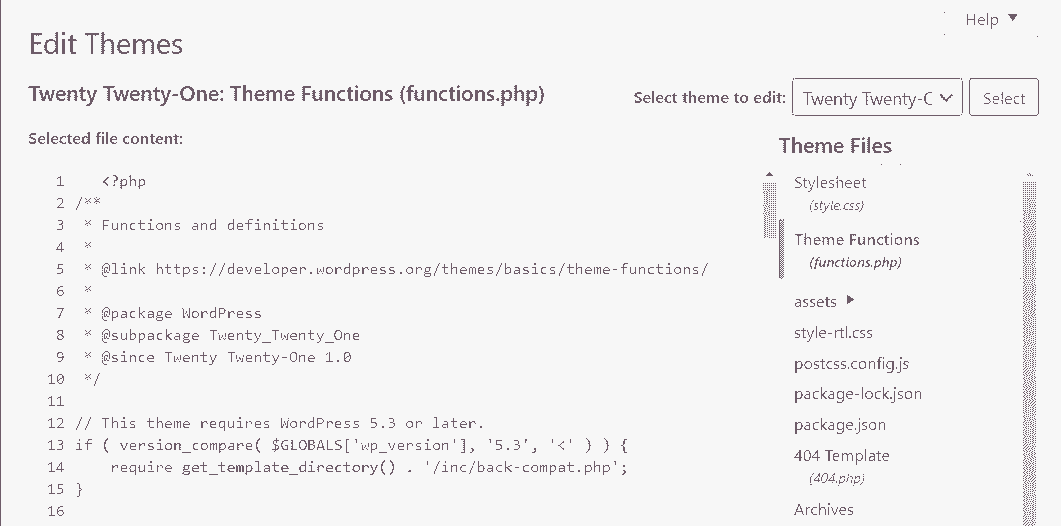 Help ▼
Edit Themes
Twenty Twenty-One: Theme Functions (functions.php)
Select theme to edit: Twenty Twenty-C Select
Selected file content:
Theme Files
1 <?php
2 /**
3 * Functions and definitions
4 *
5 * @link https://developer.wordpress.org/themes/basics/theme-functions/
6 *
7 * @package WordPress
8 * @subpackage Twenty_Twenty_One
9 * @since Twenty Twenty-One 1.0
10 */
11
12 // This theme requires WordPress 5.3 or later.
13 if ( version_compare( $GLOBALS['wp_version'], '5.3', '<' ) ) {
14 require get_template_directory() . '/inc/back-compat.php';
15 }
16
Stylesheet
(style.css)
Theme Functions
(functions.php)
assets ▶
style-rtl.css
postcss.config.js
package-lock.json
package.json
404 Template
(404.php)
Archives